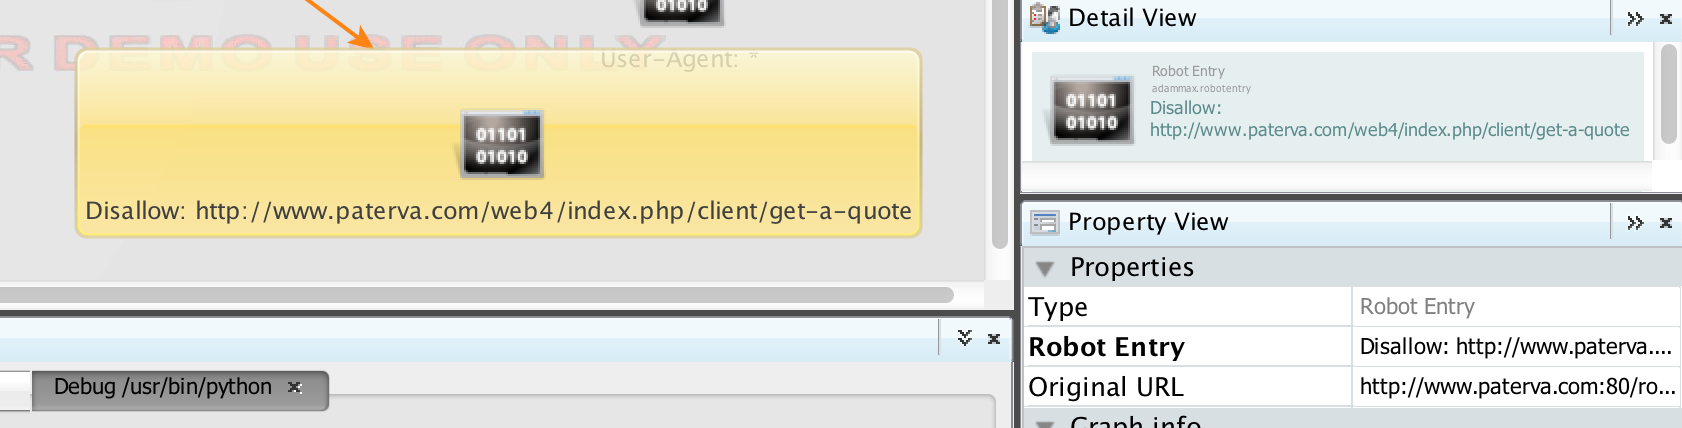 01010
R DEMO USE ONLY
User-Agent: *
01101
01010
Disallow: http://www.paterva.com/web4/index.php/client/get-a-quote
Debug /usr/bin/python
Detail View
01101
01010
Robot Entry
adammax.robotentry
Disallow:
http://www.paterva.com/web4/index.php/client/get-a-quote
Property View
Properties
Type Robot Entry
Robot Entry Disallow: http://www.paterva....
Original URL http://www.paterva.com:80/ro...
Graph info